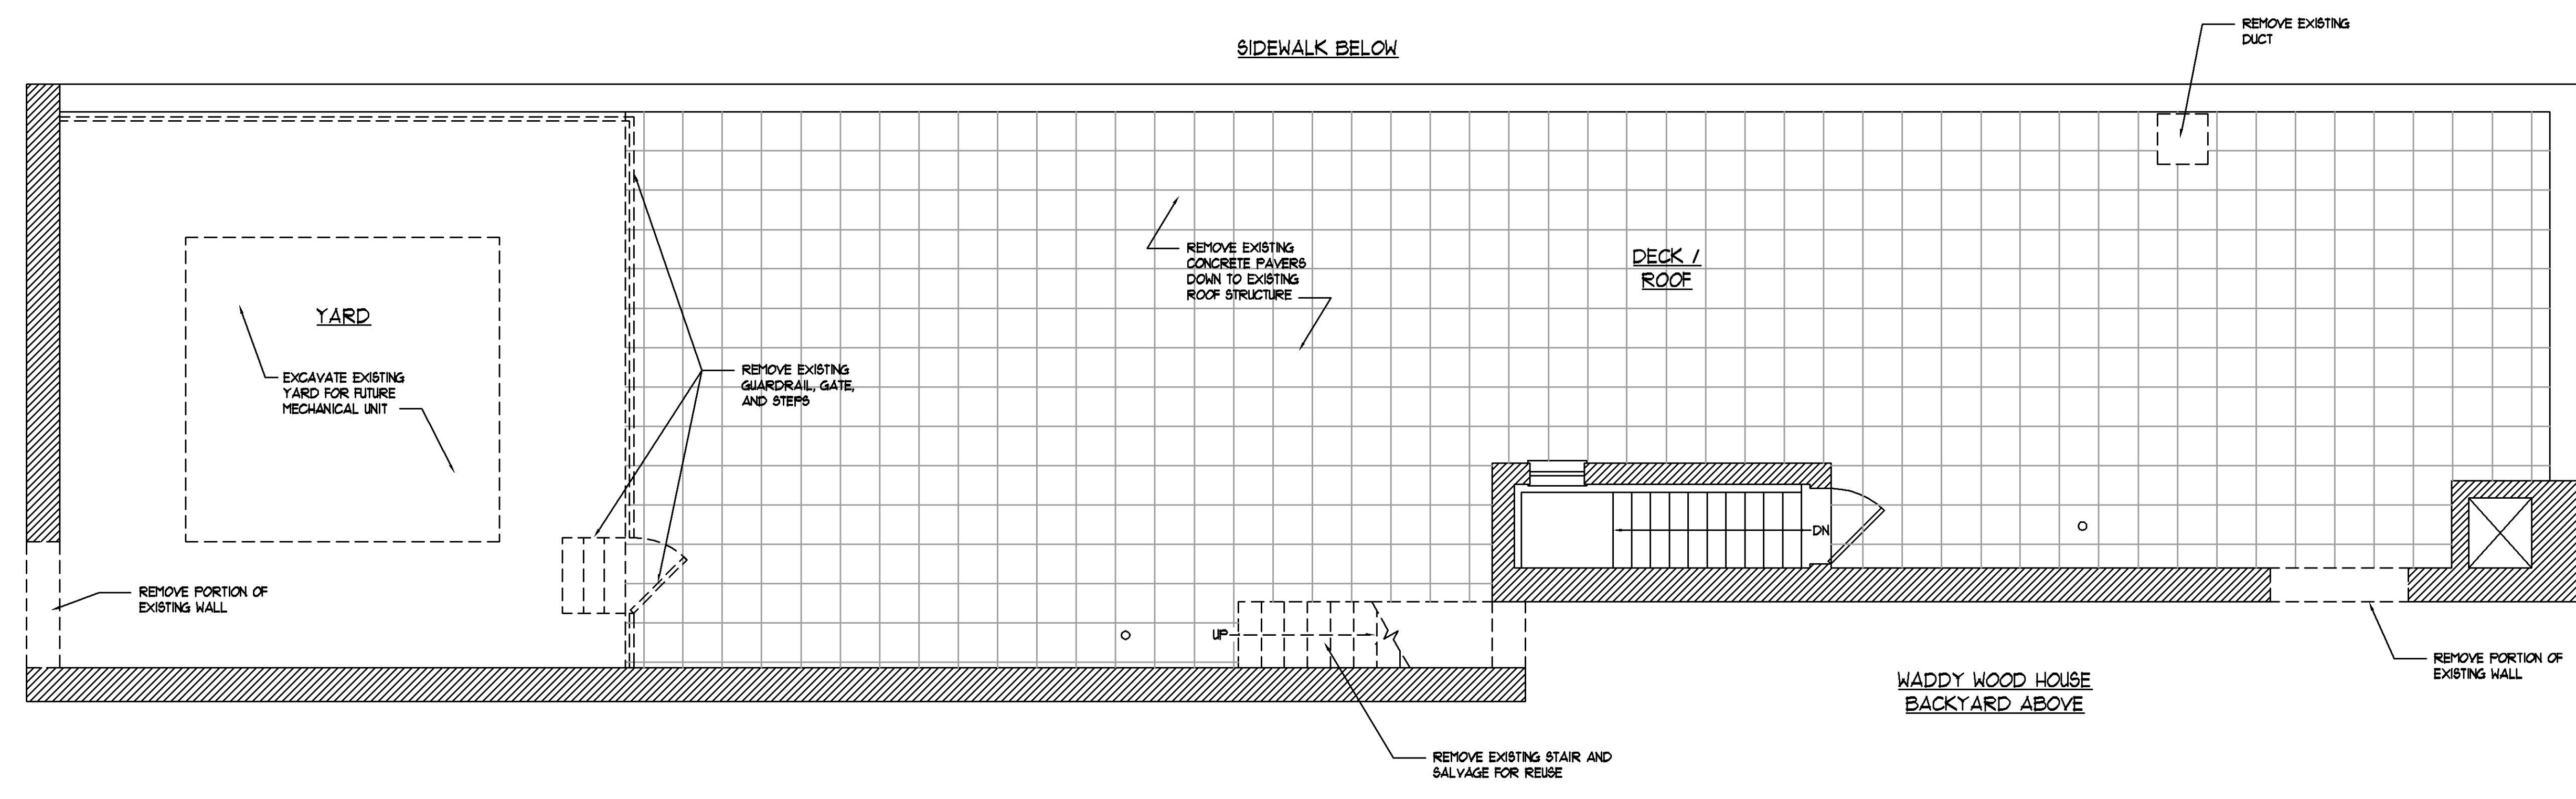 SIDEWALK BELOW
REMOVE EXISTING
DUCT
REMOVE EXISTING
CONCRETE PAVERS
DOWN TO EXISTING
ROOF STRUCTURE
DECK /
ROOF
YARD
EXCAVATE EXISTING
YARD FOR FUTURE
MECHANICAL UNIT
REMOVE EXISTING
GUARDRAIL, GATE,
AND STEPS
DN
REMOVE PORTION OF
EXISTING WALL
UP
REMOVE PORTION OF
EXISTING WALL
WADDY WOOD HOUSE
BACKYARD ABOVE
REMOVE EXISTING STAIR AND
SALVAGE FOR REUSE